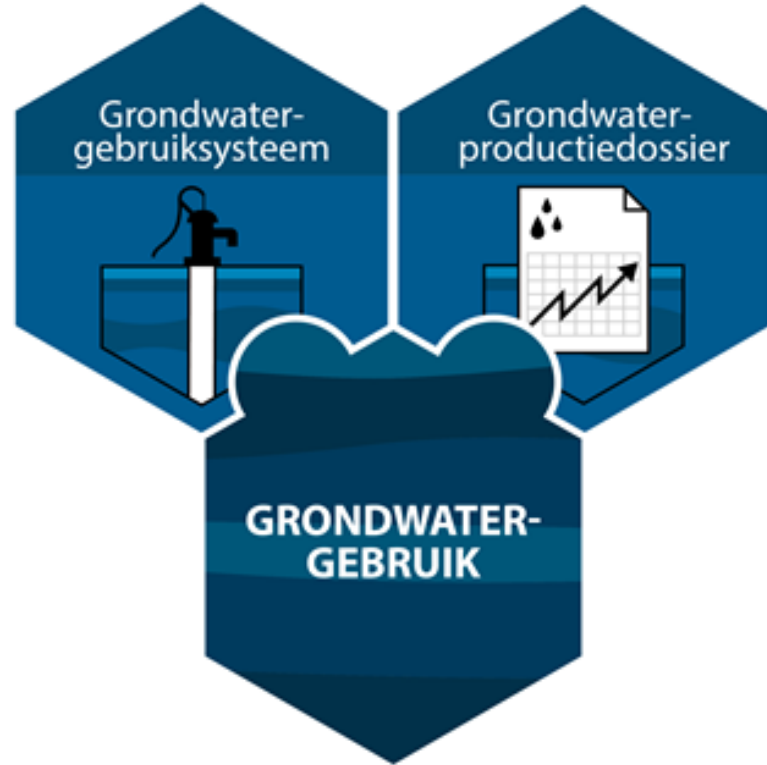 Grondwater-
gebruiksysteem
Grondwater-
productiedossier
GRONDWATER-
GEBRUIK